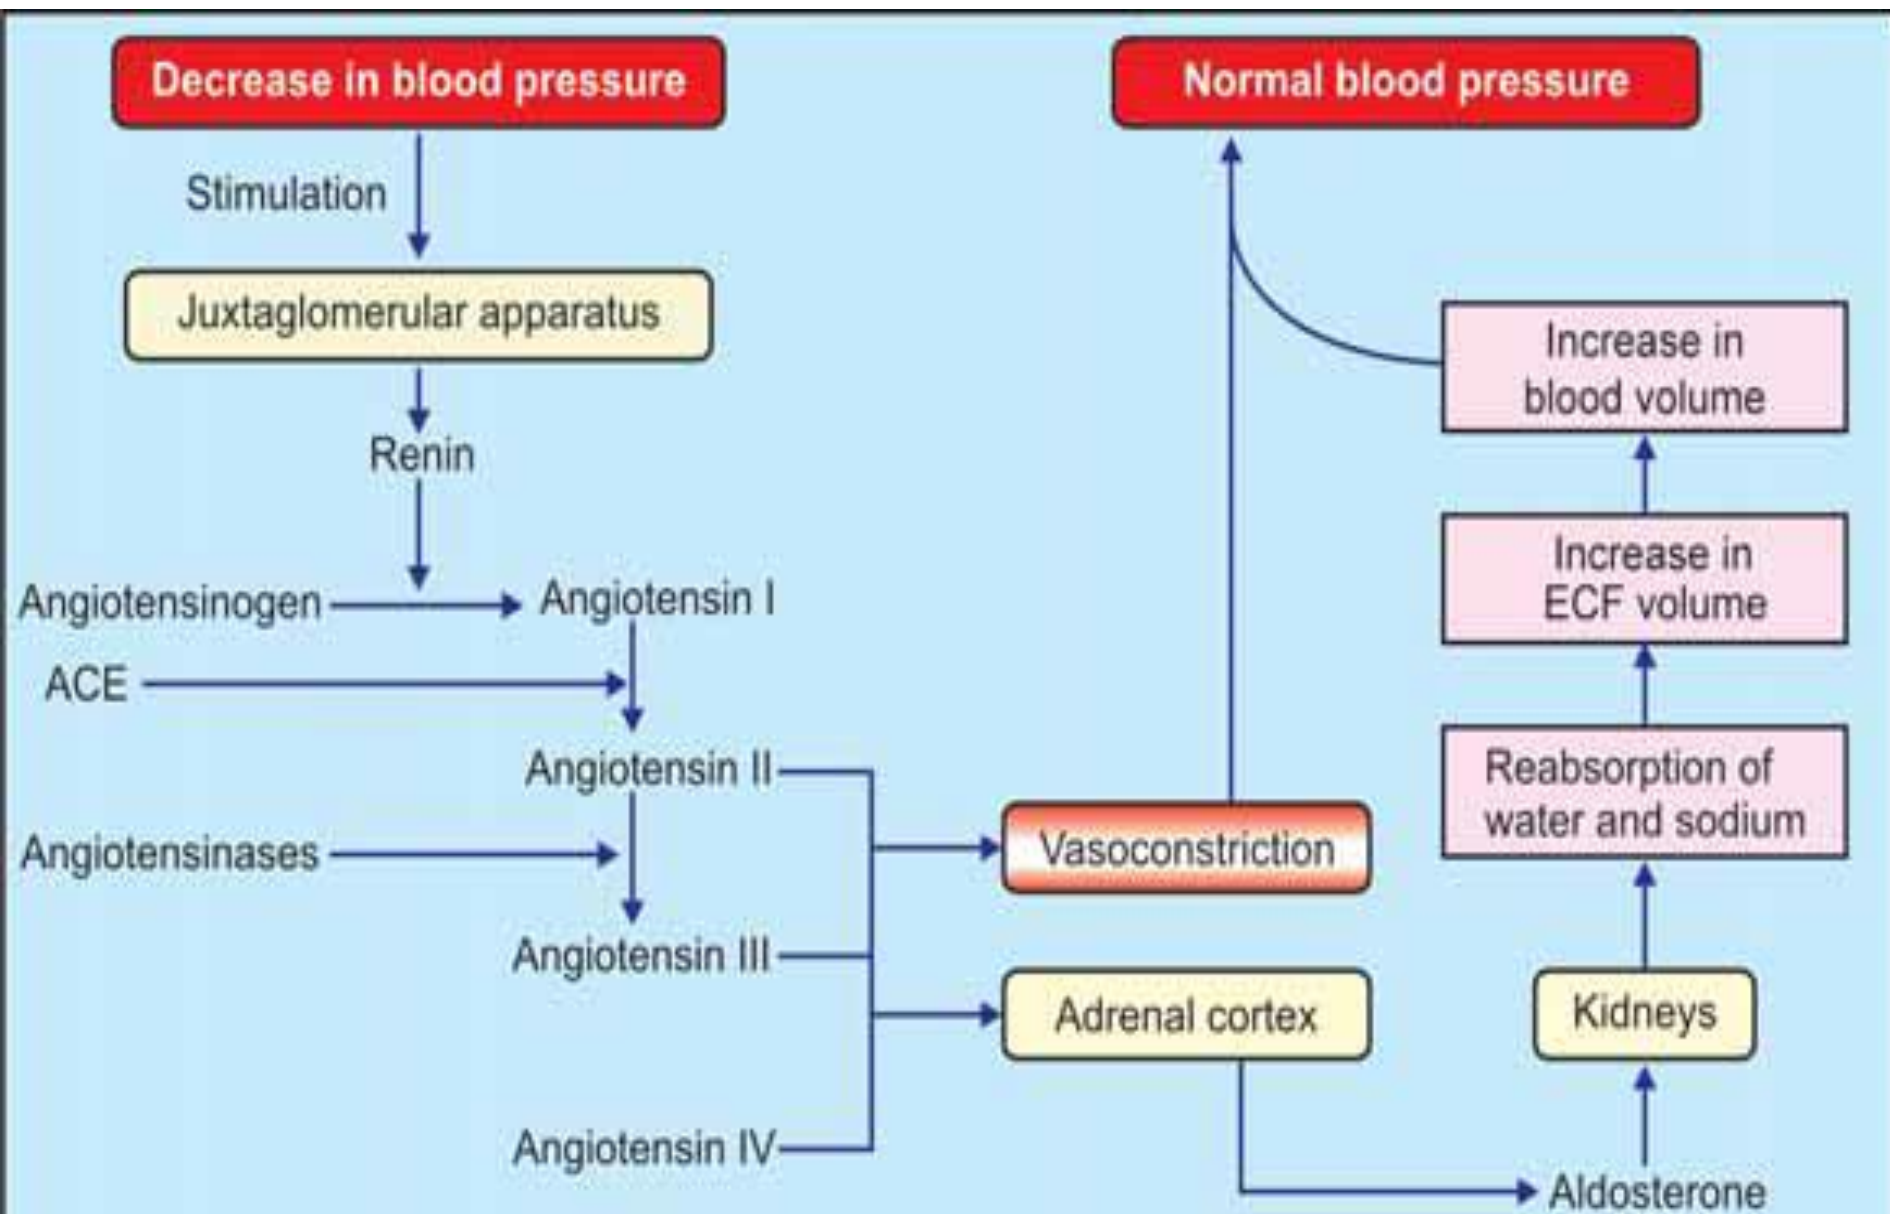 Decrease in blood pressure
Normal blood pressure
Stimulation
Juxtaglomerular apparatus
Renin
Angiotensinogen
Angiotensin I
ACE
Angiotensin II
Angiotensinases
Angiotensin III
Angiotensin IV
Vasoconstriction
Adrenal cortex
Aldosterone
Kidneys
Reabsorption of
water and sodium
Increase in
ECF volume
Increase in
blood volume